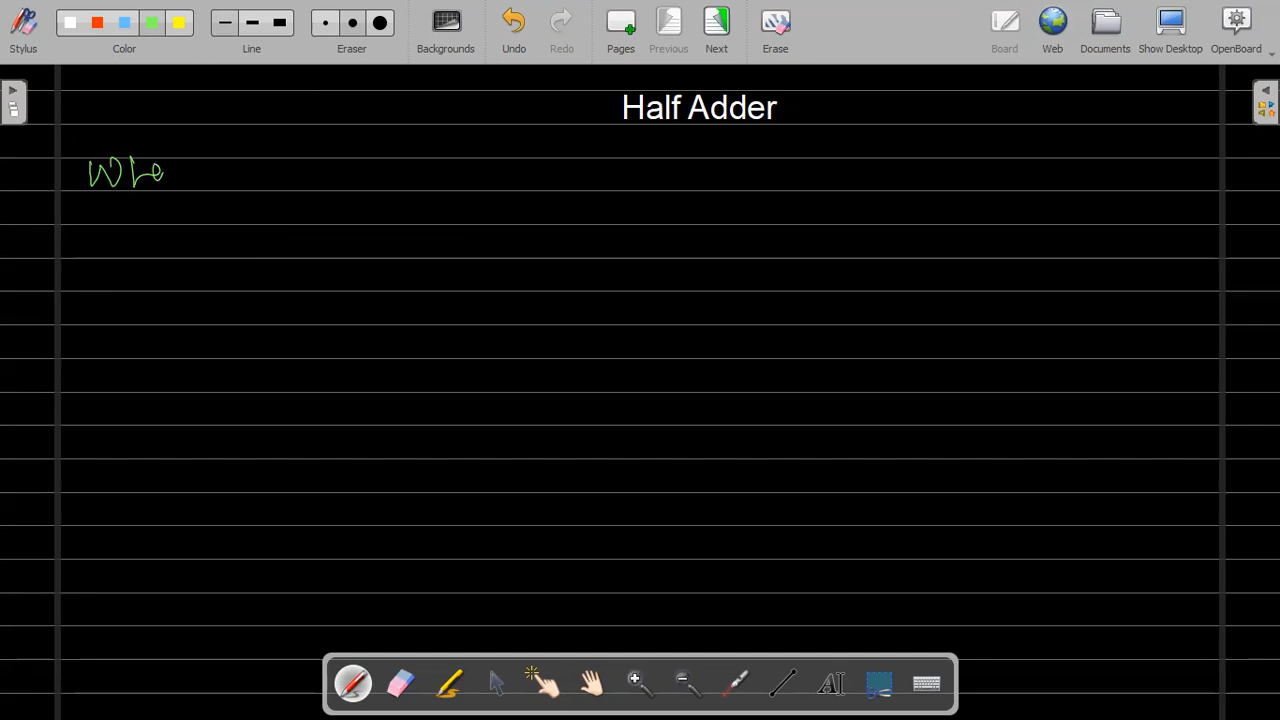 Stylus Color Line Eraser Backgrounds Undo Redo Pages Previous Next Erase Board Web Documents Show Desktop OpenBoard
Half Adder
Whe
AI